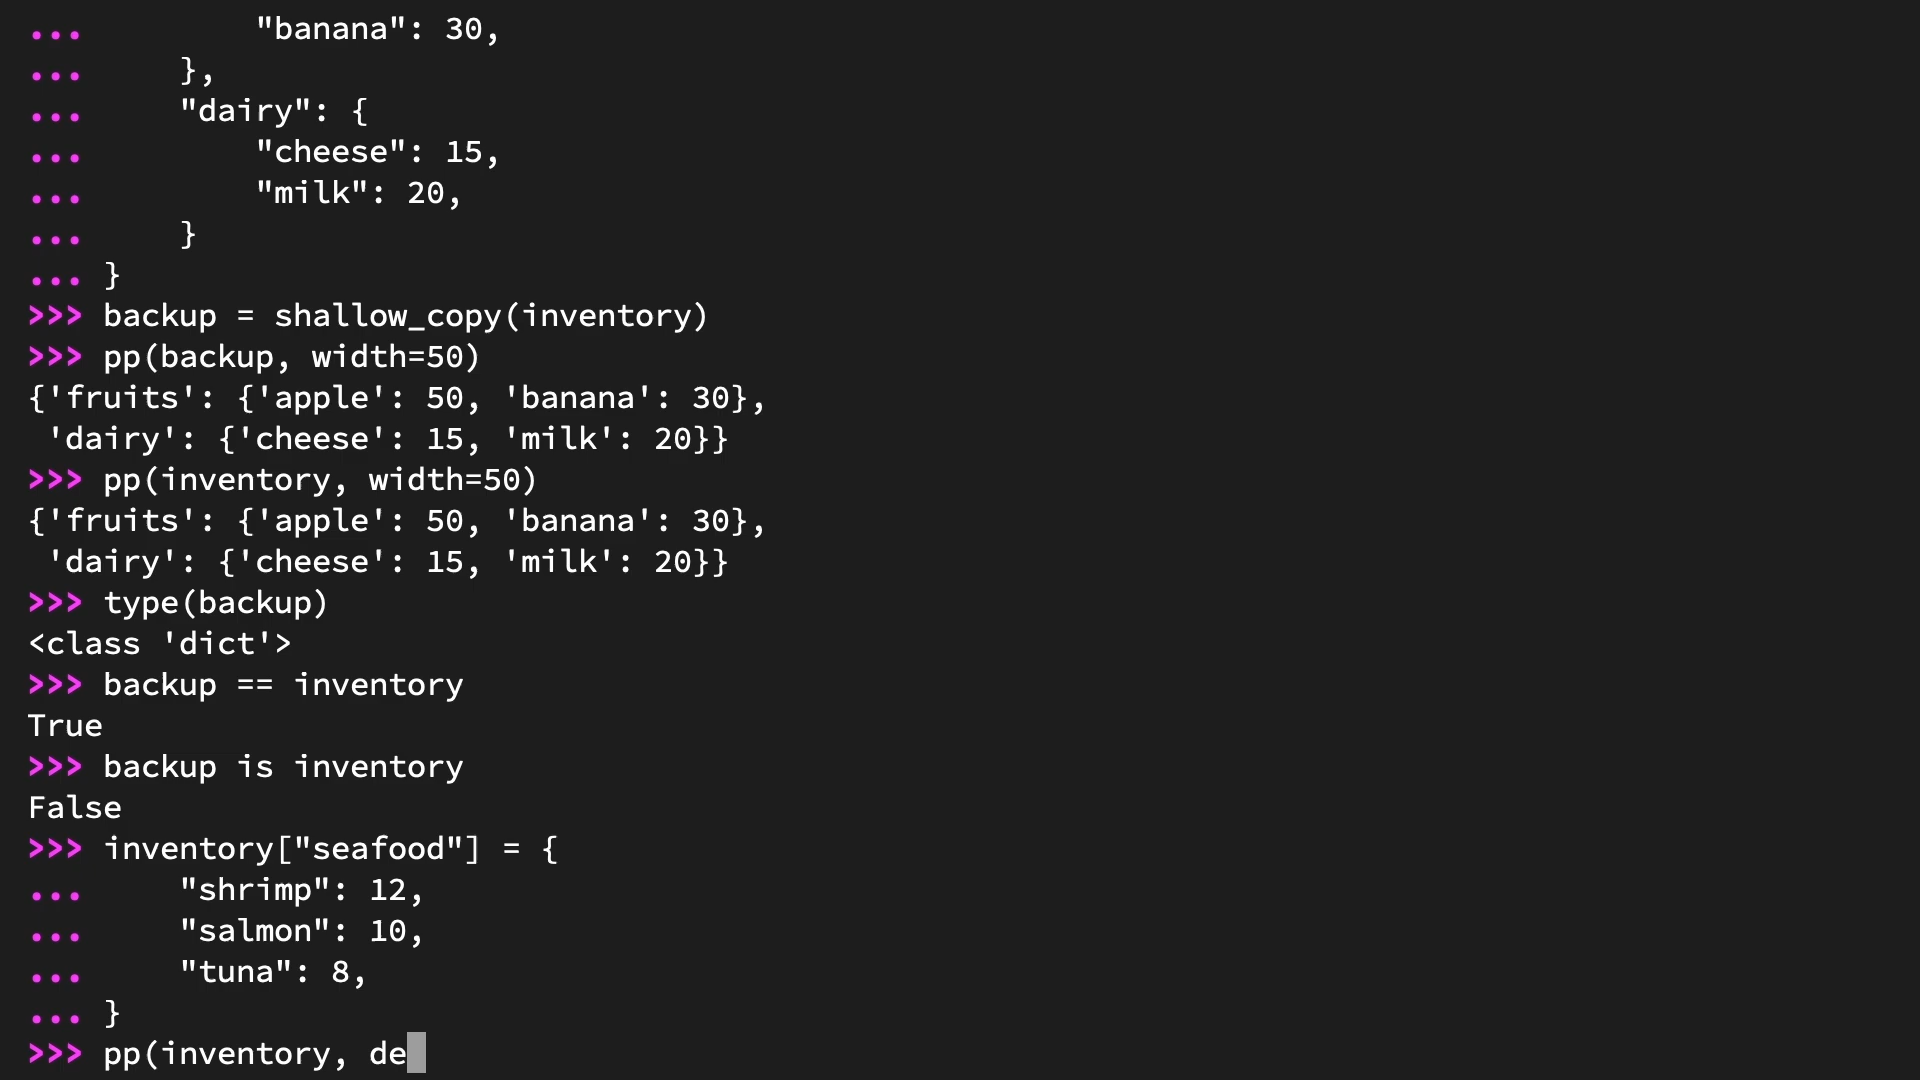 ...         "banana": 30,
...     },
...     "dairy": {
...         "cheese": 15,
...         "milk": 20,
...     }
... }
>>> backup = shallow_copy(inventory)
>>> pp(backup, width=50)
{'fruits': {'apple': 50, 'banana': 30},
 'dairy': {'cheese': 15, 'milk': 20}}
>>> pp(inventory, width=50)
{'fruits': {'apple': 50, 'banana': 30},
 'dairy': {'cheese': 15, 'milk': 20}}
>>> type(backup)
<class 'dict'>
>>> backup == inventory
True
>>> backup is inventory
False
>>> inventory["seafood"] = {
...     "shrimp": 12,
...     "salmon": 10,
...     "tuna": 8,
... }
>>> pp(inventory, de